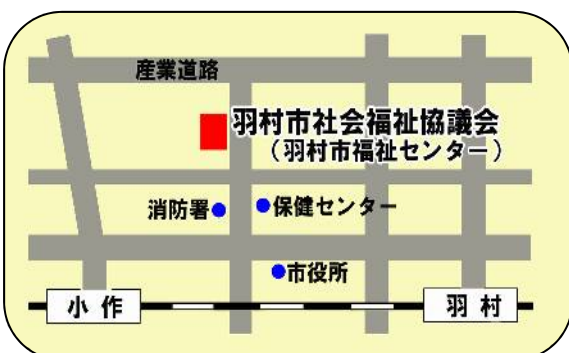 産業道路
羽村市社会福祉協議会
（羽村市福祉センター）
消防署
保健センター
市役所
小作
羽村